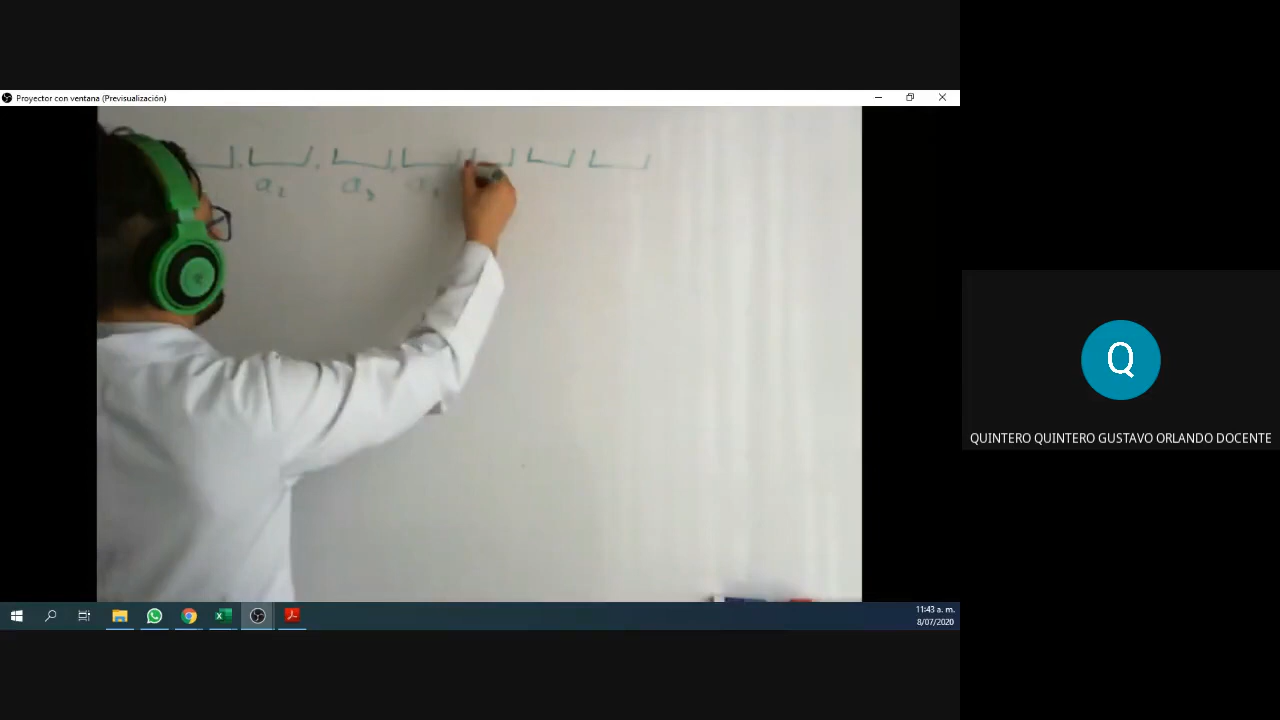 Proyector con ventana (Previsualización)
a₂ a₃
Q
QUINTERO QUINTERO GUSTAVO ORLANDO DOCENTE
11:43 a. m.
8/07/2020